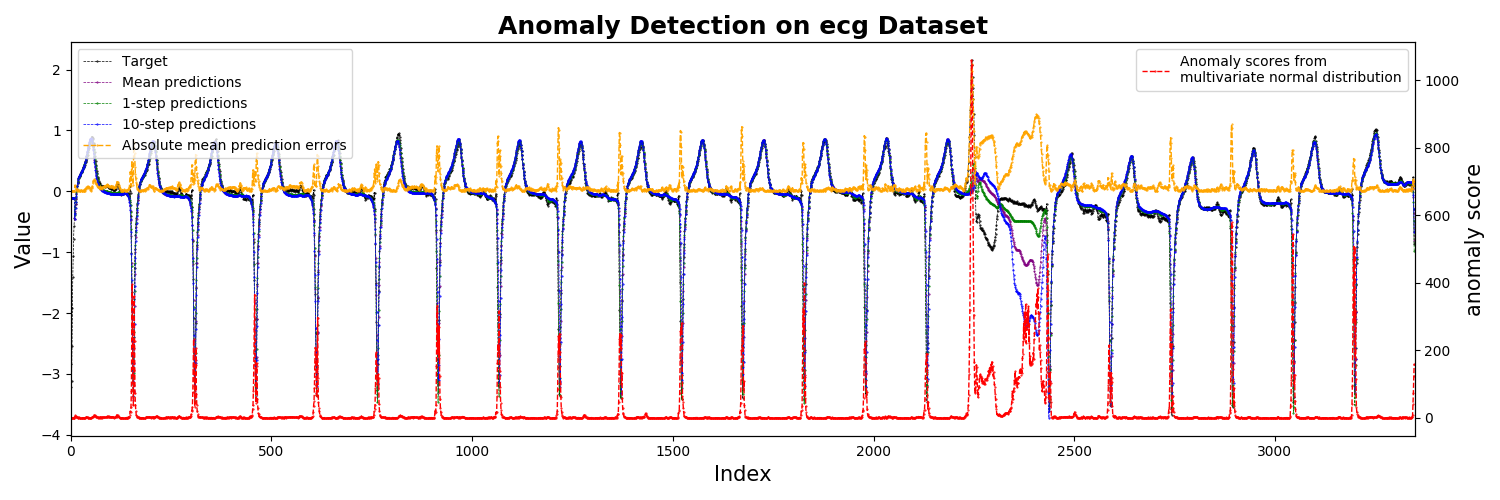 Anomaly Detection on ecg Dataset
Target
Mean predictions
1-step predictions
10-step predictions
Absolute mean prediction errors
Anomaly scores from
multivariate normal distribution
Value
2
1
0
−1
−2
−3
−4
1000
800
600
400
200
0
anomaly score
0
500
1000
1500
2000
2500
3000
Index